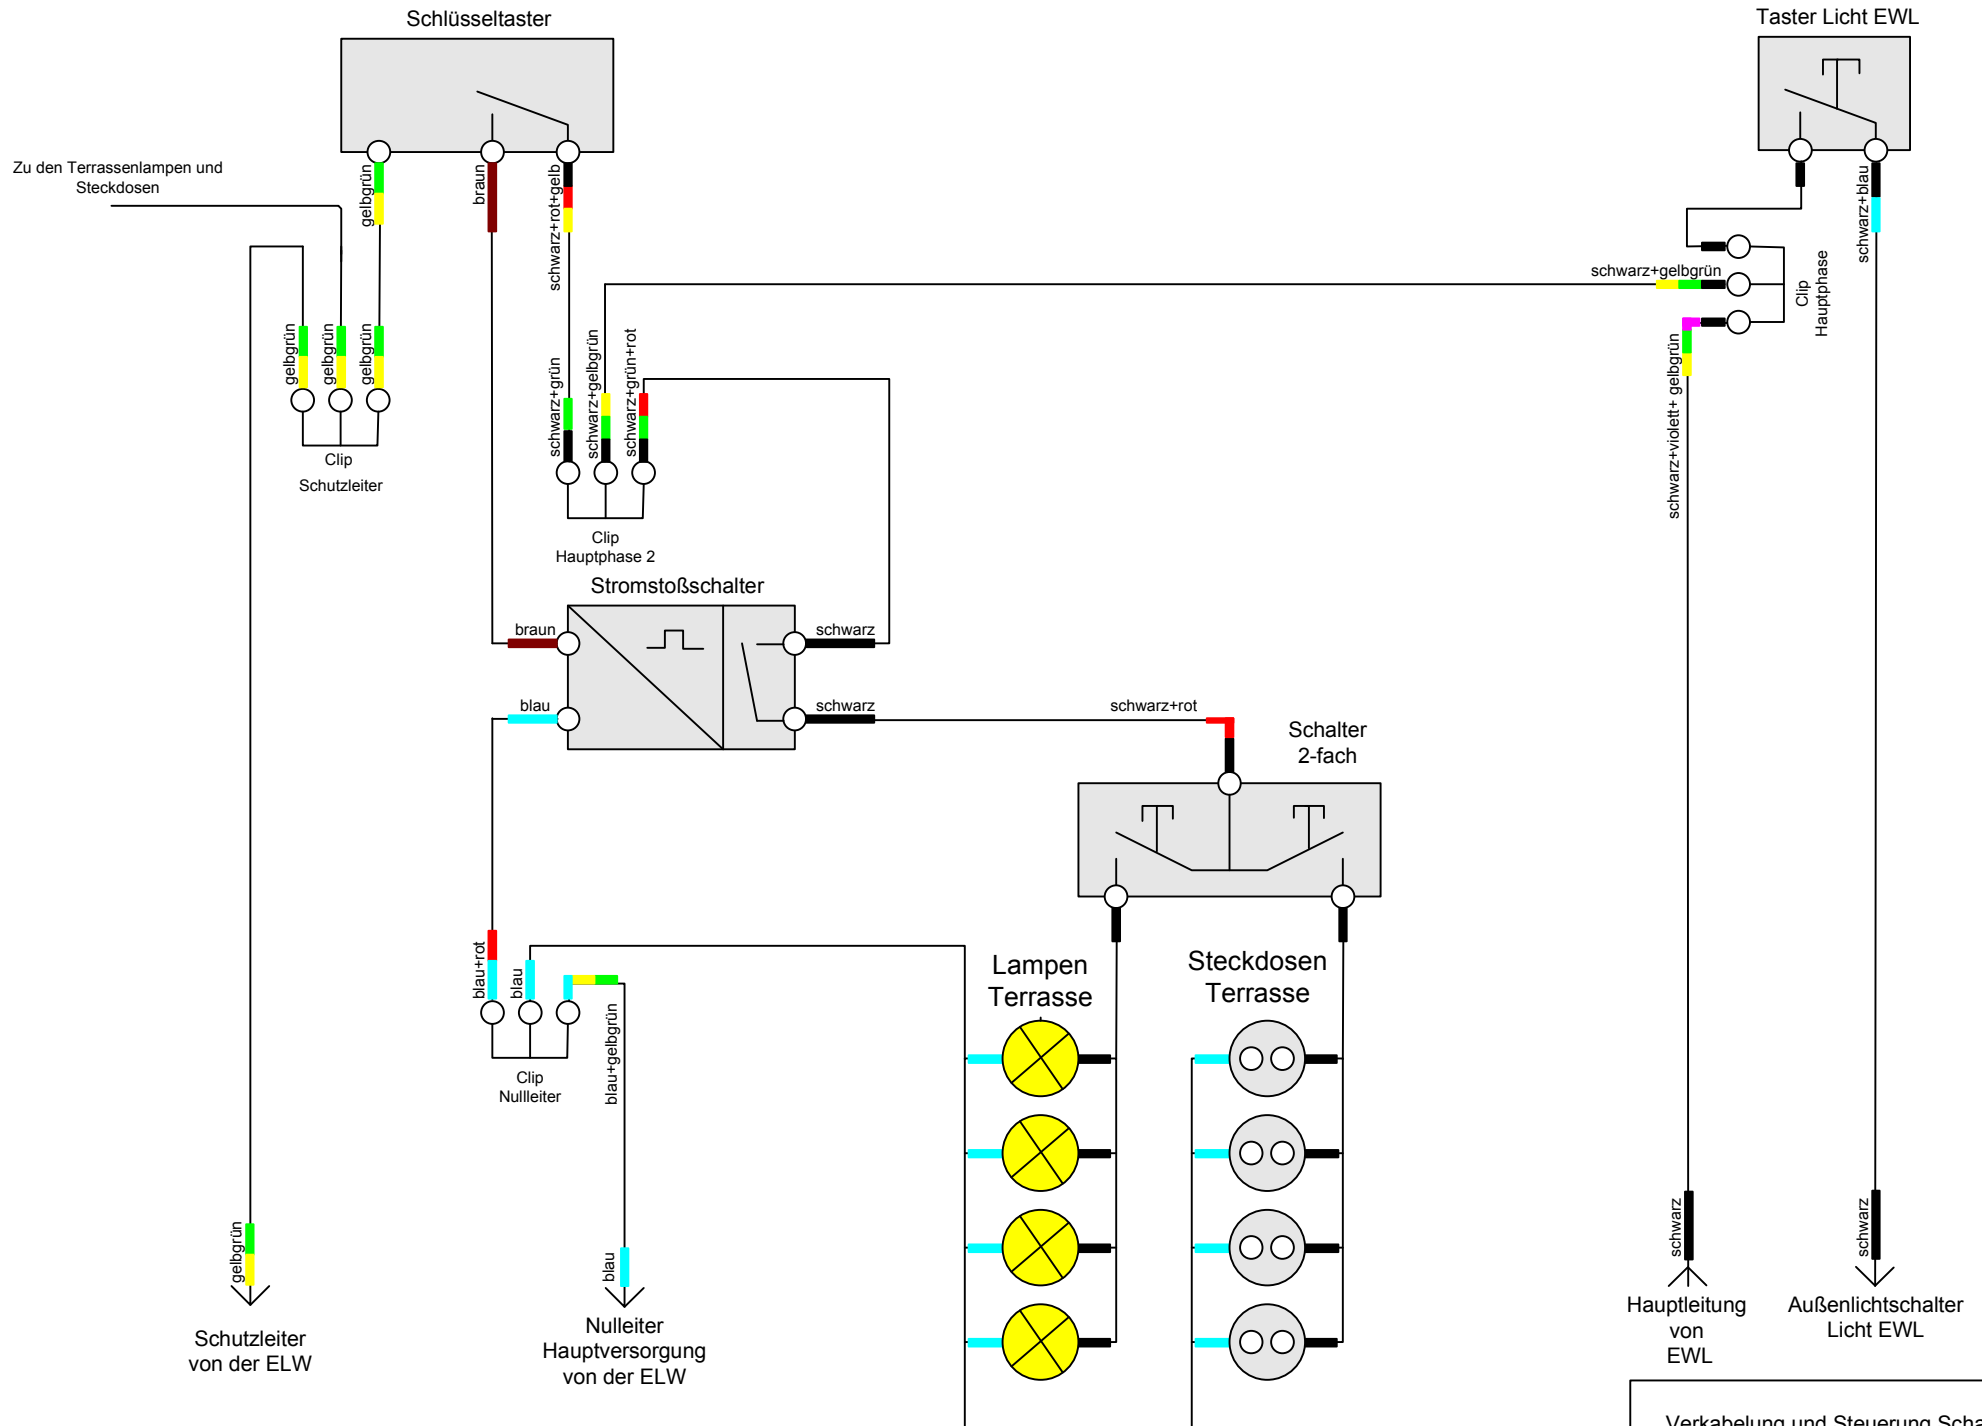 Schlüsseltaster
Taster Licht EWL
Zu den Terrassenlampen und
Steckdosen
gelbgrün
braun
schwarz+rot+gelb
schwarz+blau
schwarz+gelbgrün
Clip
Hauptphase
gelbgrün
gelbgrün
gelbgrün
schwarz+grün
schwarz+gelbgrün
schwarz+grün+rot
schwarz+violett+ gelbgrün
Clip
Schutzleiter
Clip
Hauptphase 2
Stromstoßschalter
braun
schwarz
blau
schwarz
schwarz+rot
Schalter
2-fach
blau+rot
blau
blau+gelbgrün
Lampen
Terrasse
Steckdosen
Terrasse
Clip
Nullleiter
gelbgrün
blau
schwarz
schwarz
Schutzleiter
von der ELW
Nulleiter
Hauptversorgung
von der ELW
Hauptleitung
von
EWL
Außenlichtschalter
Licht EWL
Verkabelung und Steuerung Scha